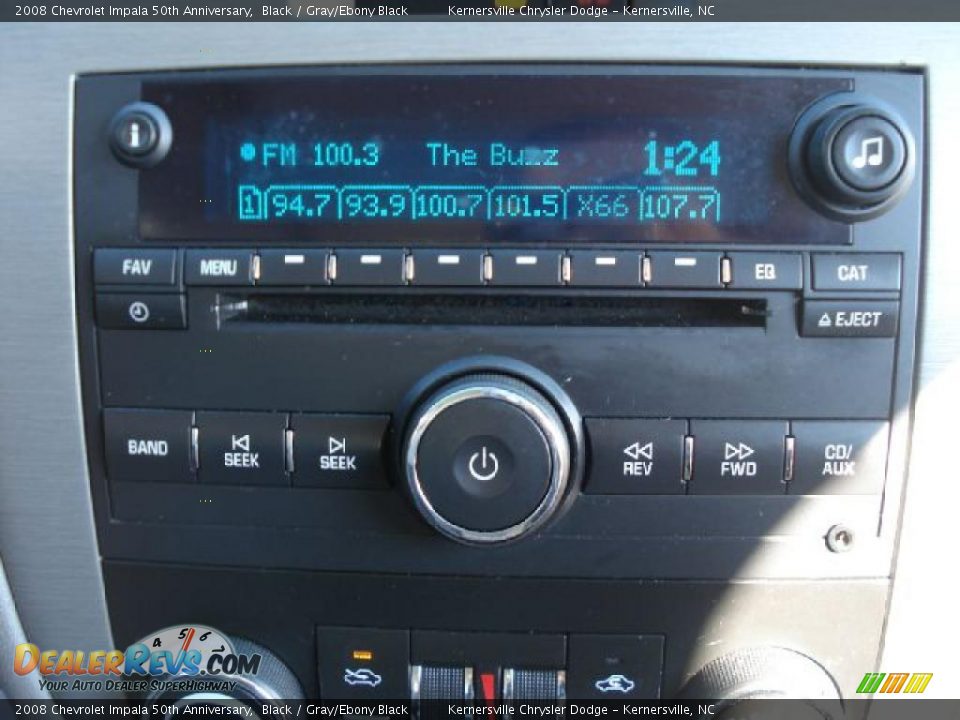 2008 Chevrolet Impala 50th Anniversary, Black / Gray/Ebony Black Kernersville Chrysler Dodge - Kernersville, NC
i
FM 100.3 The Buzz 1:24
1 94.7 93.9 100.7 101.5 X66 107.7
FAV MENU EQ CAT
EJECT
BAND SEEK SEEK REV FWD CD/AUX
4 5 6
DEALERREVS.COM
YOUR AUTO DEALER SUPERHIGHWAY
2008 Chevrolet Impala 50th Anniversary, Black / Gray/Ebony Black Kernersville Chrysler Dodge - Kernersville, NC